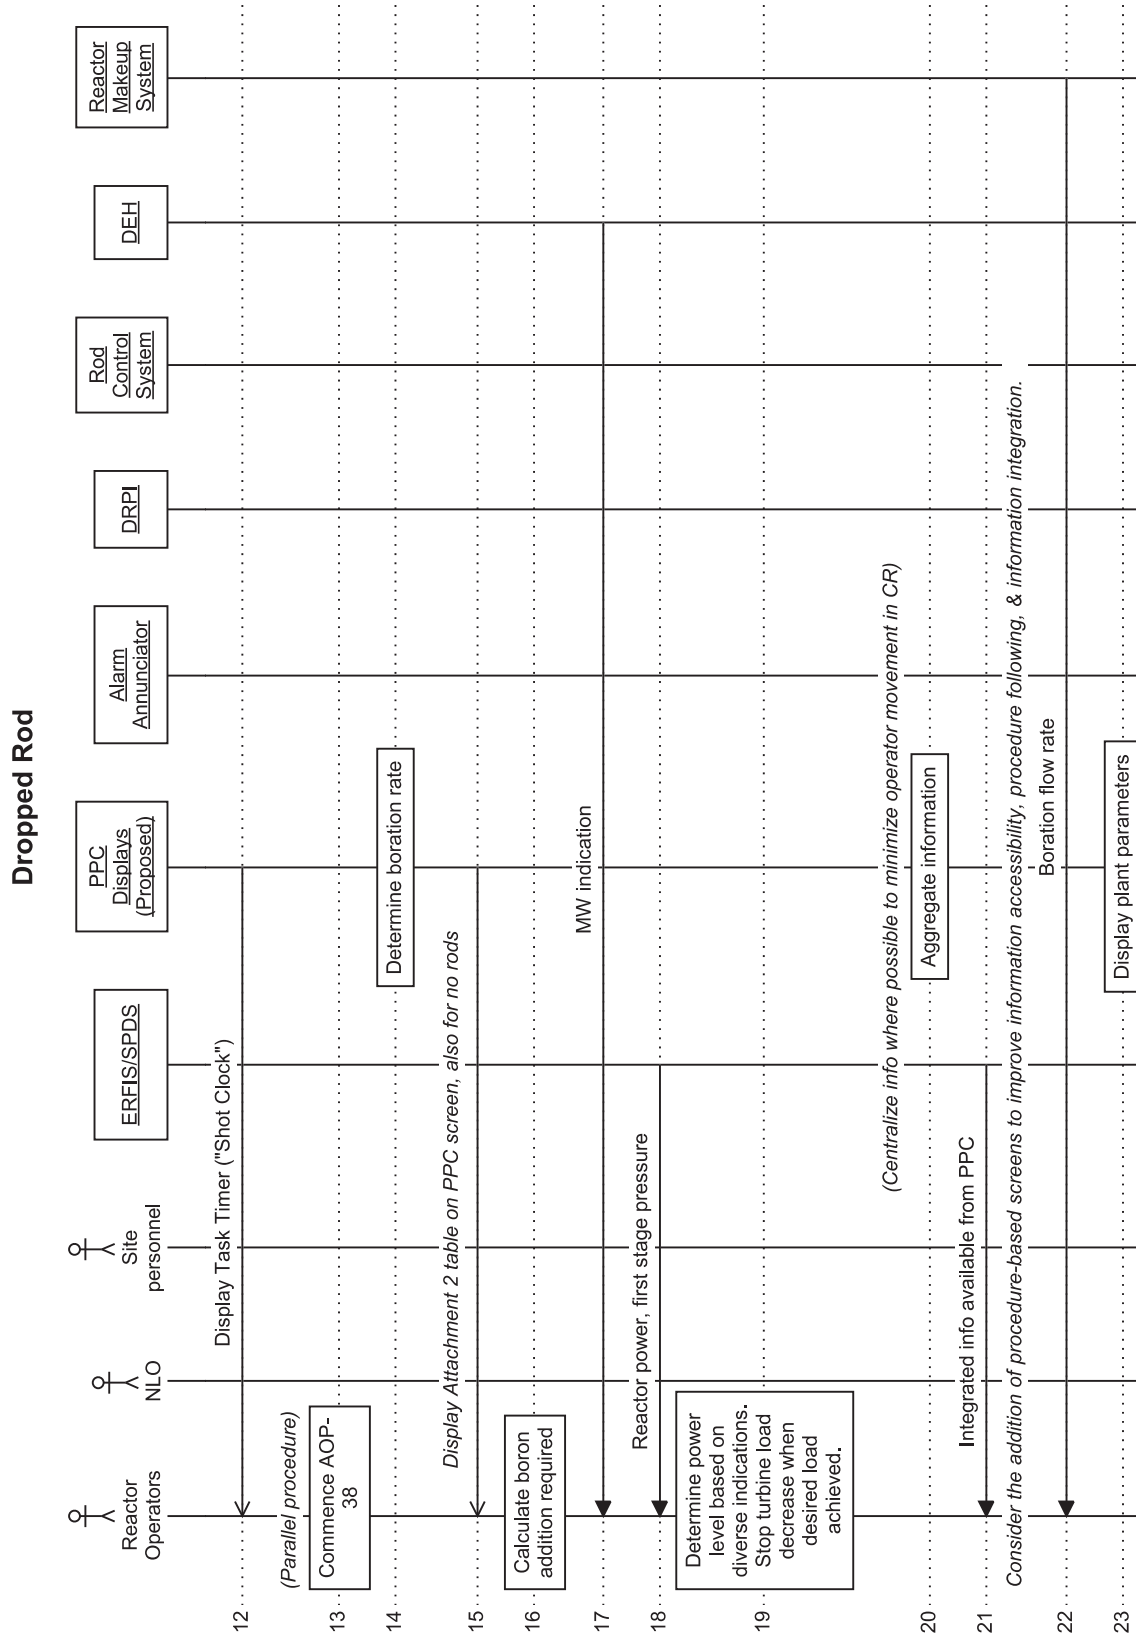 Dropped Rod
Reactor
Operators
NLO
Site
personnel
ERFIS/SPDS
PPC
Displays
(Proposed)
Alarm
Annunciator
DRPI
Rod
Control
System
DEH
Reactor
Makeup
System
12
Display Task Timer ("Shot Clock")
(Parallel procedure)
13
Commence AOP-
38
14
Determine boration rate
Display Attachment 2 table on PPC screen, also for no rods
15
16
Calculate boron
addition required
17
MW indication
18
Reactor power, first stage pressure
19
Determine power
level based on
diverse indications.
Stop turbine load
decrease when
desired load
achieved.
(Centralize info where possible to minimize operator movement in CR)
20
Aggregate information
21
Integrated info available from PPC
Consider the addition of procedure-based screens to improve information accessibility, procedure following, & information integration.
22
Boration flow rate
23
Display plant parameters